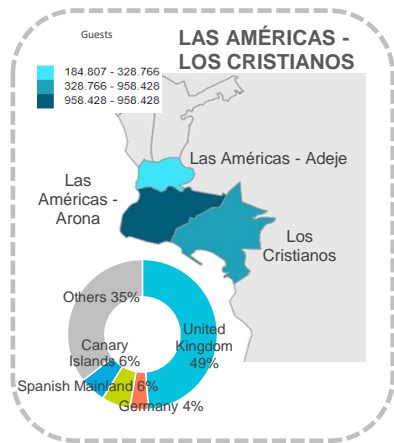 Guests
LAS AMÉRICAS -
LOS CRISTIANOS
184.807 - 328.766
328.766 - 958.428
958.428 - 958.428
Las Américas - Adeje
Las
Américas -
Arona
Los
Cristianos
Others 35%
United
Kingdom
49%
Canary
Islands 6%
Spanish Mainland 6%
Germany 4%